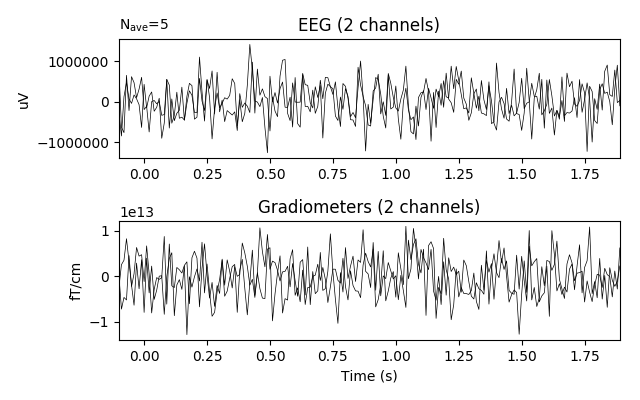 N_ave=5 EEG (2 channels)
1000000
0
−1000000
uV
0.00 0.25 0.50 0.75 1.00 1.25 1.50 1.75
1e13 Gradiometers (2 channels)
1
0
−1
fT/cm
0.00 0.25 0.50 0.75 1.00 1.25 1.50 1.75
Time (s)